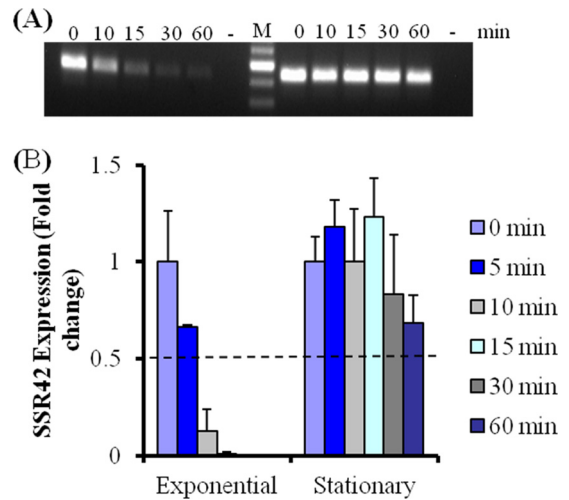 (A)
0 10 15 30 60 - M 0 10 15 30 60 - min
(B)
SSR42 Expression (Fold
change)
1.5
1
0.5
0
Exponential Stationary
0 min
5 min
10 min
15 min
30 min
60 min